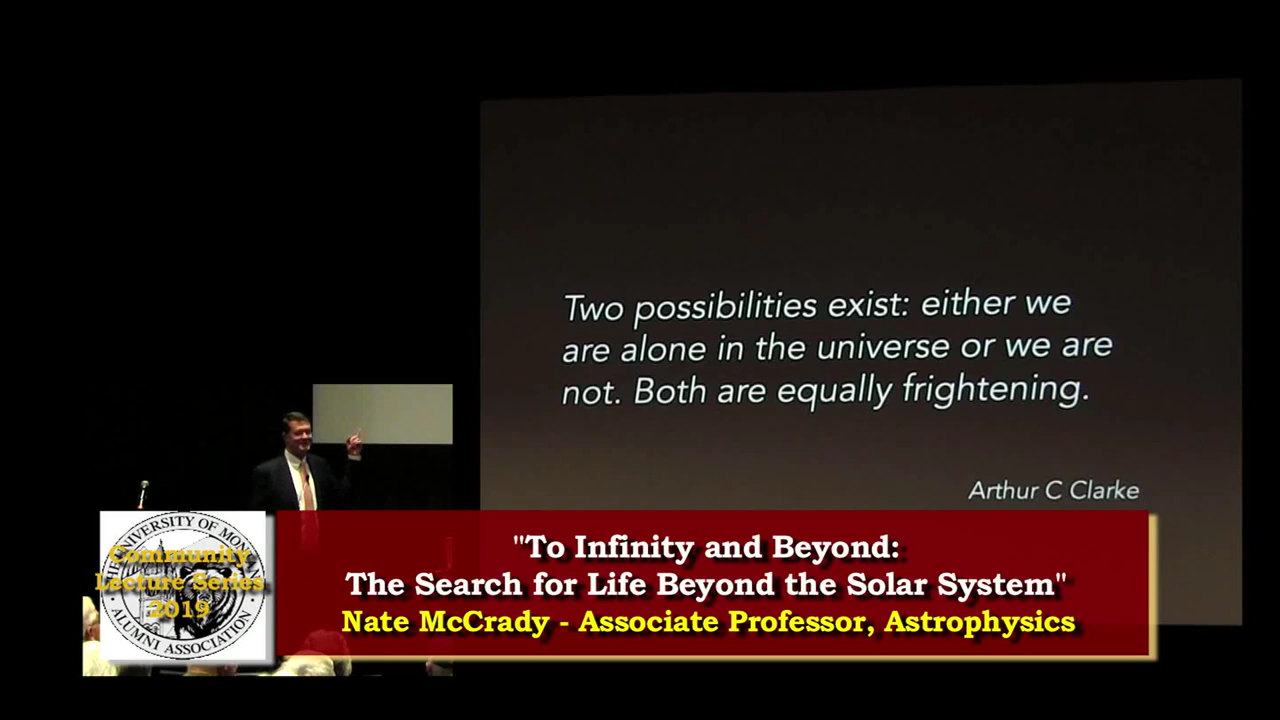 Two possibilities exist: either we
are alone in the universe or we are
not. Both are equally frightening.
Arthur C Clarke
"To Infinity and Beyond:
The Search for Life Beyond the Solar System"
Nate McCrady - Associate Professor, Astrophysics
Community
Lecture Series
2019
UNIVERSITY OF
ALUMNI ASSOCIATION